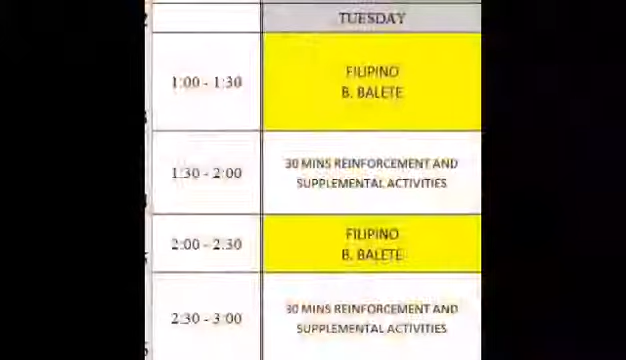 TUESDAY
1:00 - 1:30
FILIPINO
B. BALETE
1:30 - 2:00
30 MINS REINFORCEMENT AND
SUPPLEMENTAL ACTIVITIES
2:00 - 2:30
FILIPINO
B. BALETE
2:30 - 3:00
30 MINS REINFORCEMENT AND
SUPPLEMENTAL ACTIVITIES